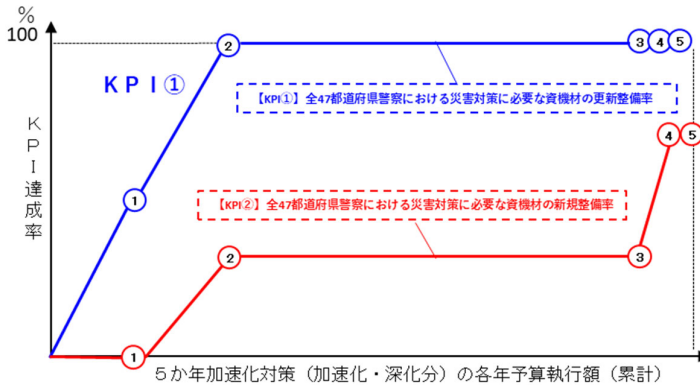 ％
100
KPI①
② ③ ④ ⑤
【KPI①】全47都道府県警察における災害対策に必要な資機材の更新整備率
KPI達成率
④ ⑤
①
【KPI②】全47都道府県警察における災害対策に必要な資機材の新規整備率
② ③
①
５か年加速化対策（加速化・深化分）の各年予算執行額（累計）